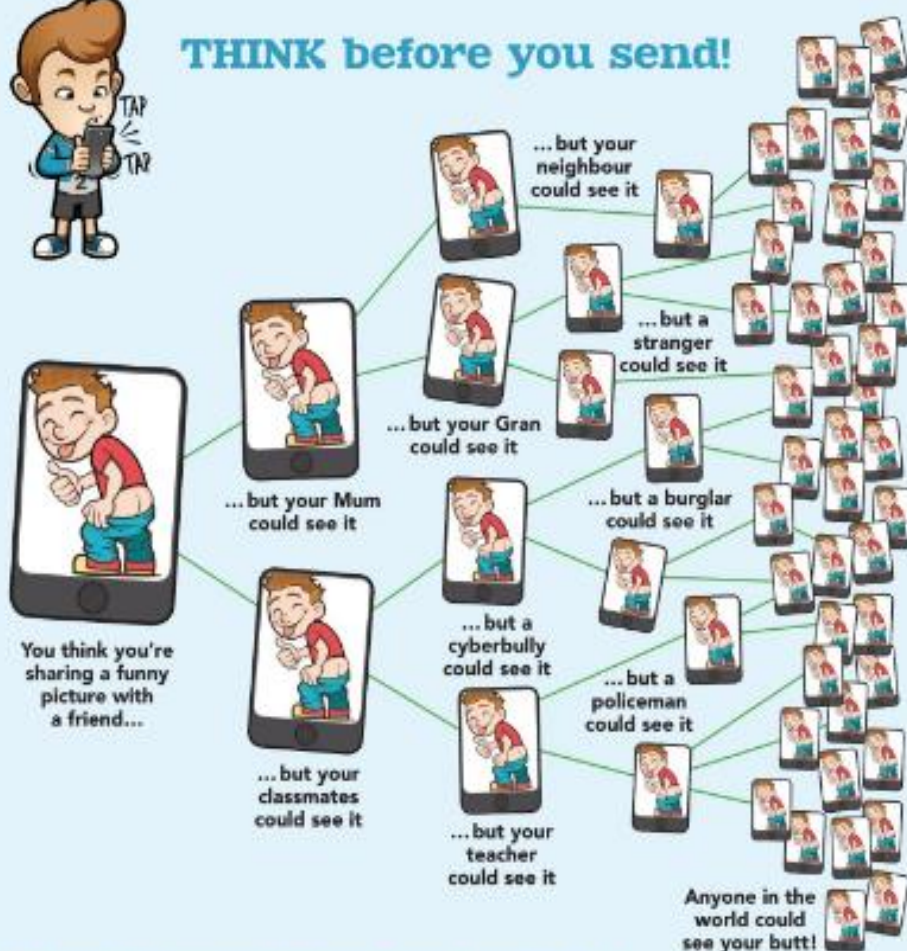 THINK before you send!
TAP
TAP
...but your
neighbour
could see it
...but a
stranger
could see it
...but your Gran
could see it
...but your Mum
could see it
...but a burglar
could see it
You think you're
sharing a funny
picture with
a friend...
...but a
cyberbully
could see it
...but a
policeman
could see it
...but your
classmates
could see it
...but your
teacher
could see it
Anyone in the
world could
see your butt!